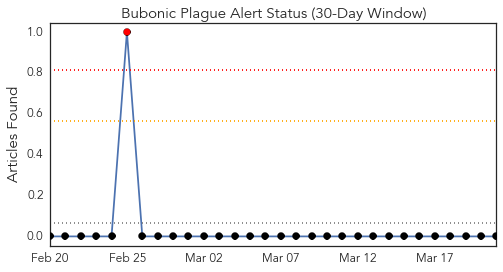 Bubonic Plague Alert Status (30-Day Window)
Articles Found
1.0
0.8
0.6
0.4
0.2
0.0
Feb 20 Feb 25 Mar 02 Mar 07 Mar 12 Mar 17